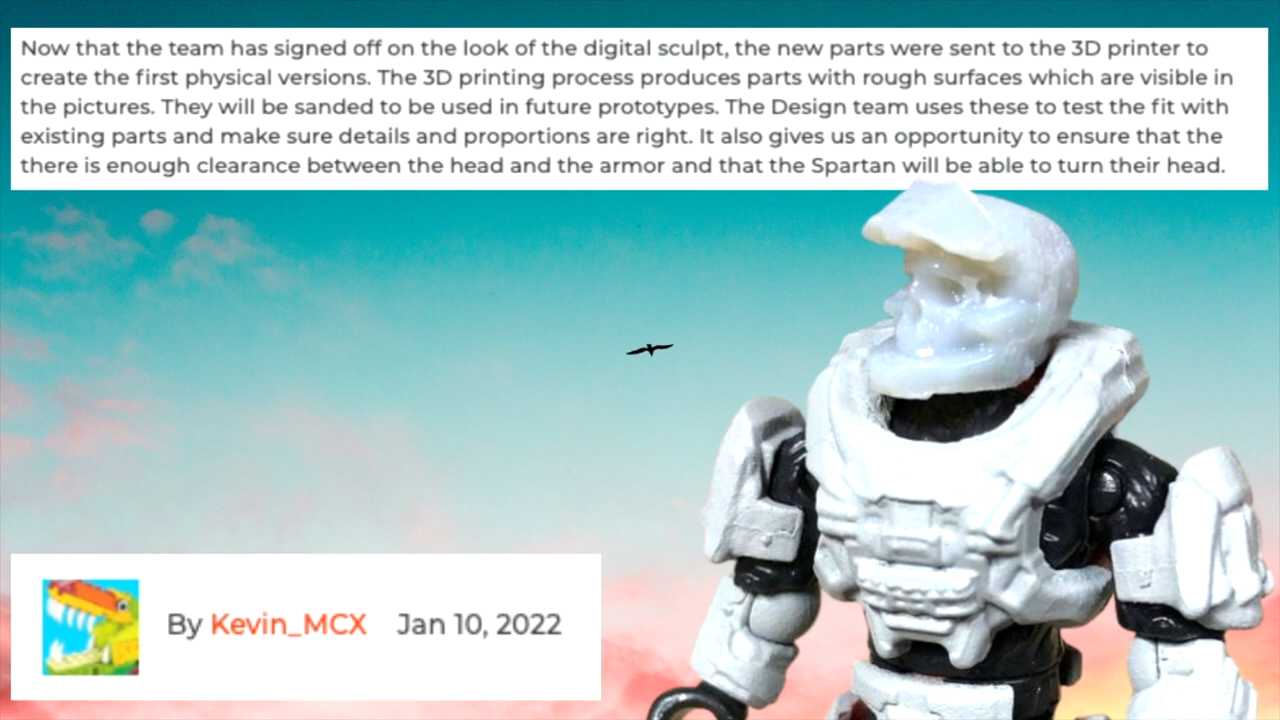 Now that the team has signed off on the look of the digital sculpt, the new parts were sent to the 3D printer to
create the first physical versions. The 3D printing process produces parts with rough surfaces which are visible in
the pictures. They will be sanded to be used in future prototypes. The Design team uses these to test the fit with
existing parts and make sure details and proportions are right. It also gives us an opportunity to ensure that the
there is enough clearance between the head and the armor and that the Spartan will be able to turn their head.
By Kevin_MCX Jan 10, 2022